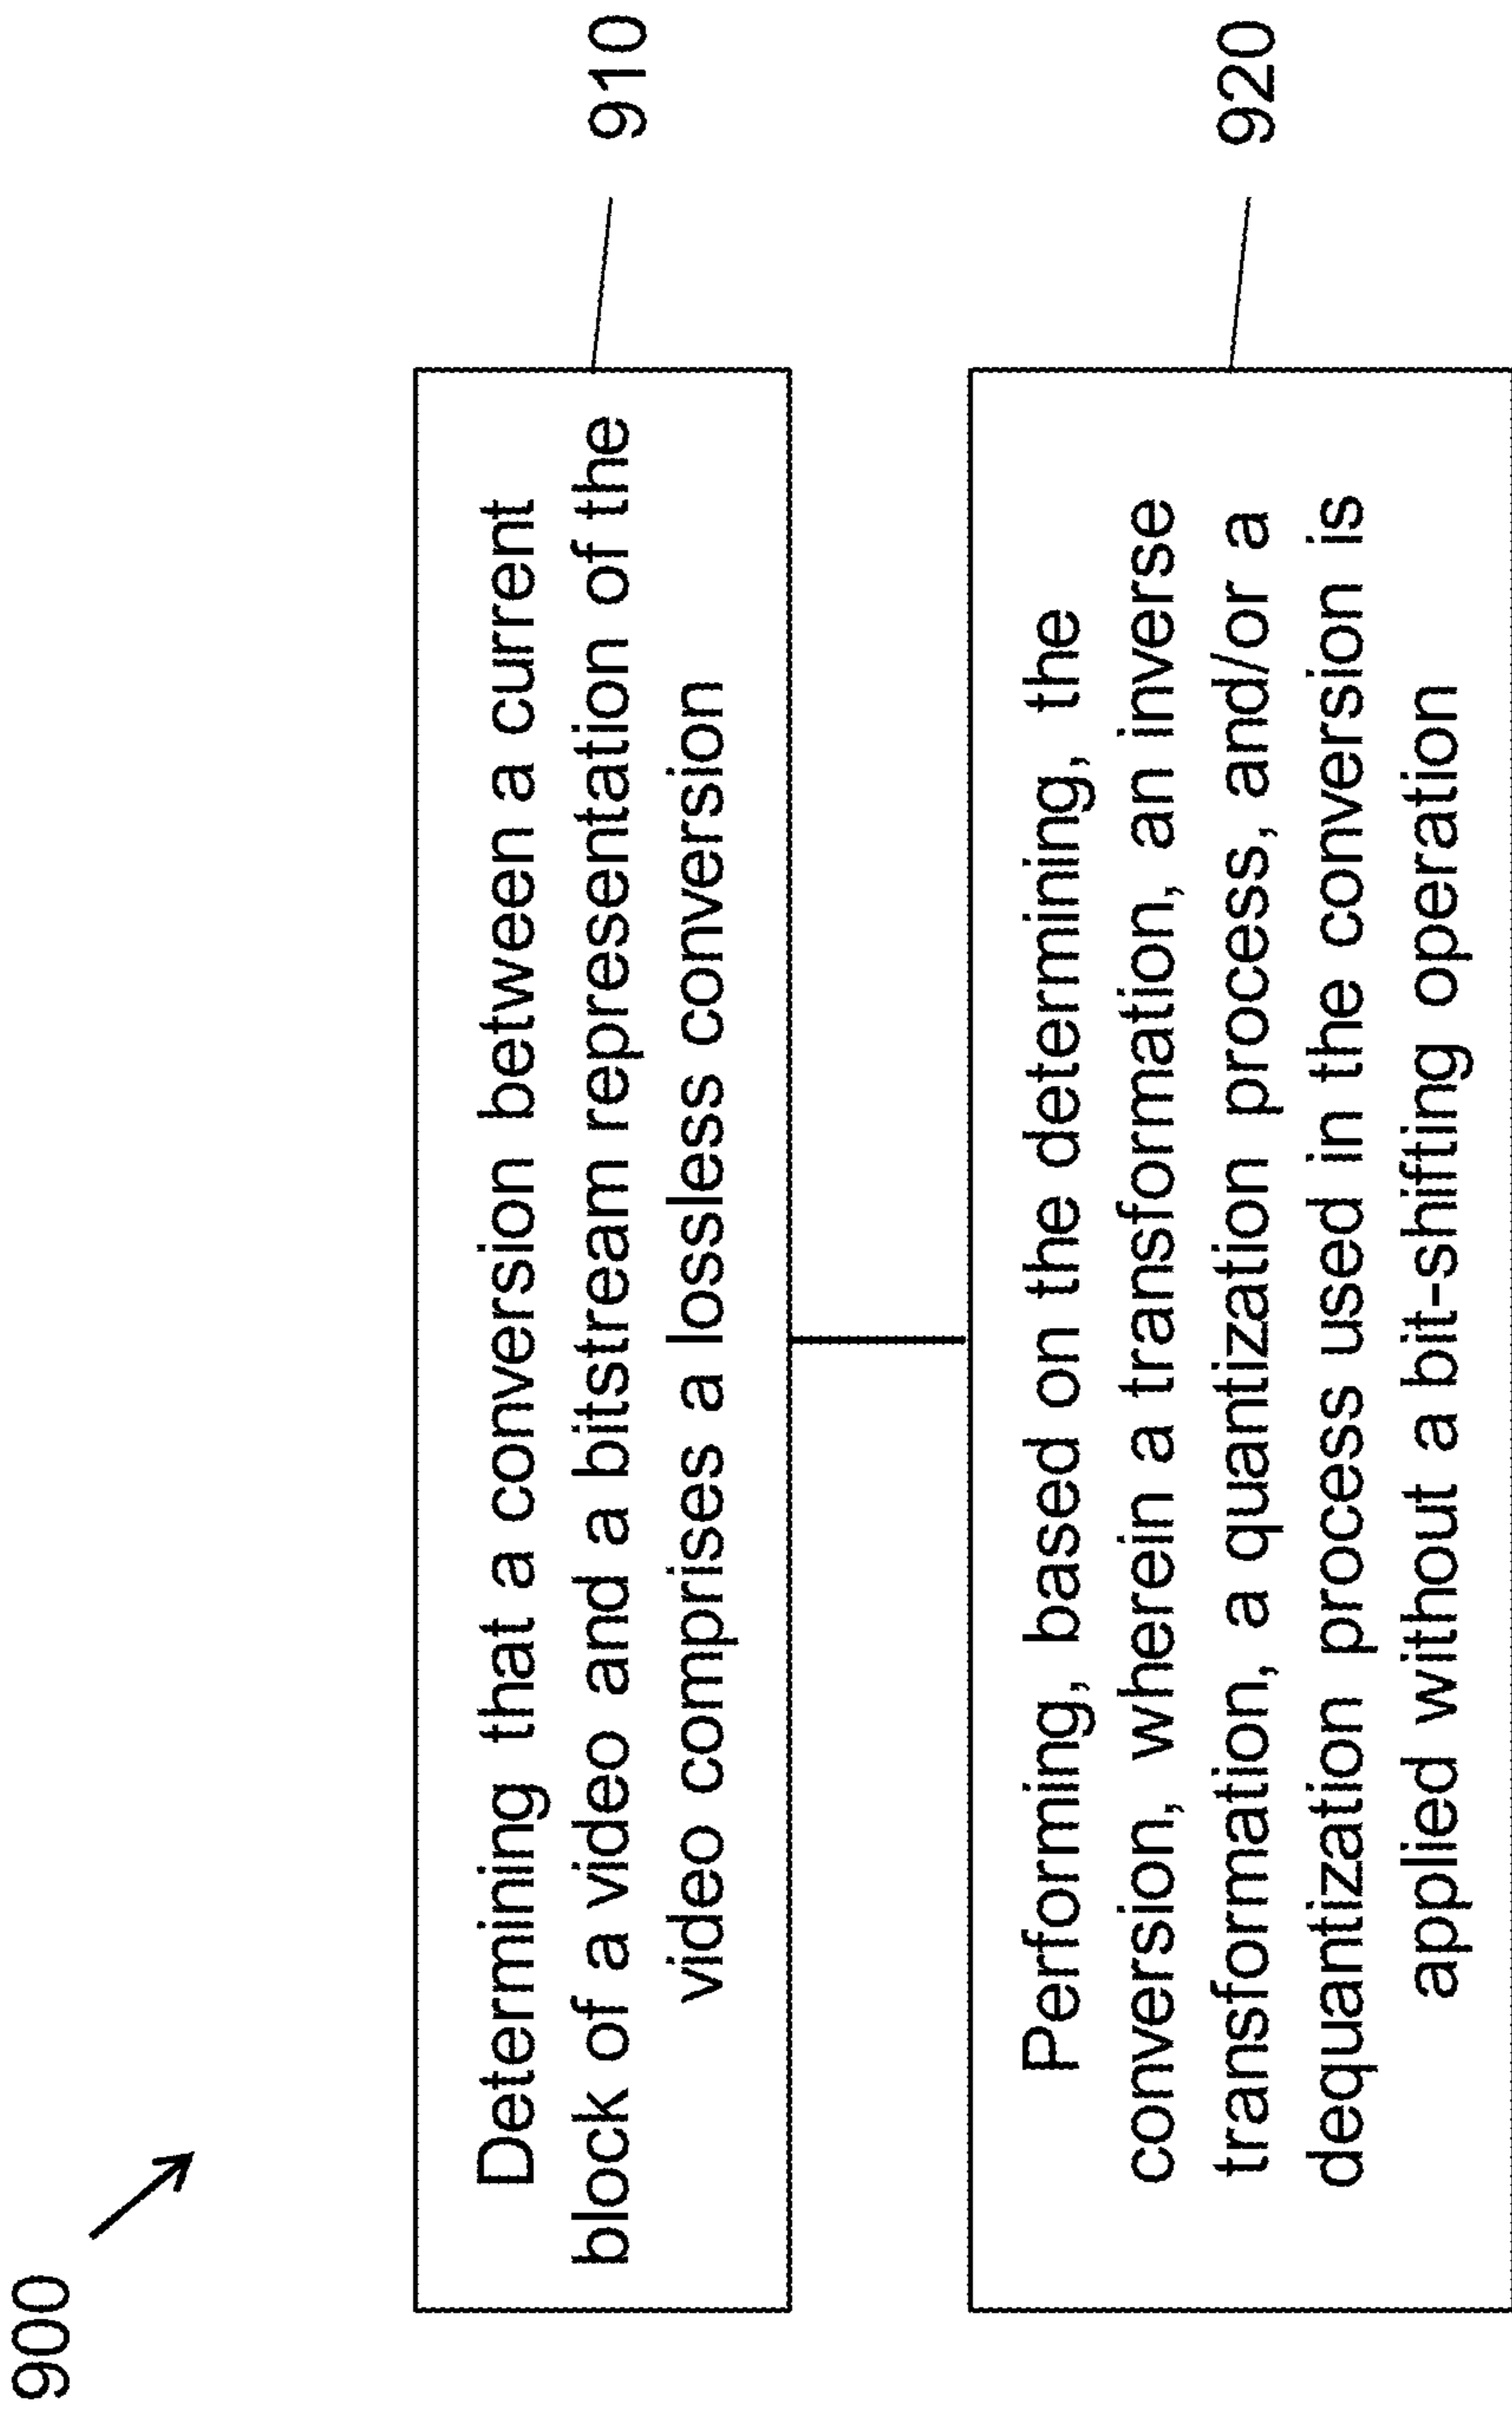 900
Determining that a conversion between a current
block of a video and a bitstream representation of the
video comprises a lossless conversion
910
Performing, based on the determining, the
conversion, wherein a transformation, an inverse
transformation, a quantization process, and/or a
dequantization process used in the conversion is
applied without a bit-shifting operation
920